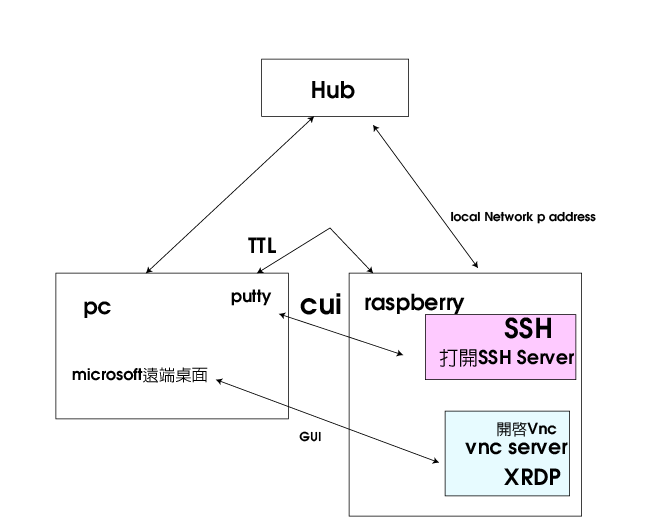 Hub
local Network p address
TTL
pc
putty
cui
raspberry
SSH
打開SSH Server
microsoft遠端桌面
GUI
開啓Vnc
vnc server
XRDP